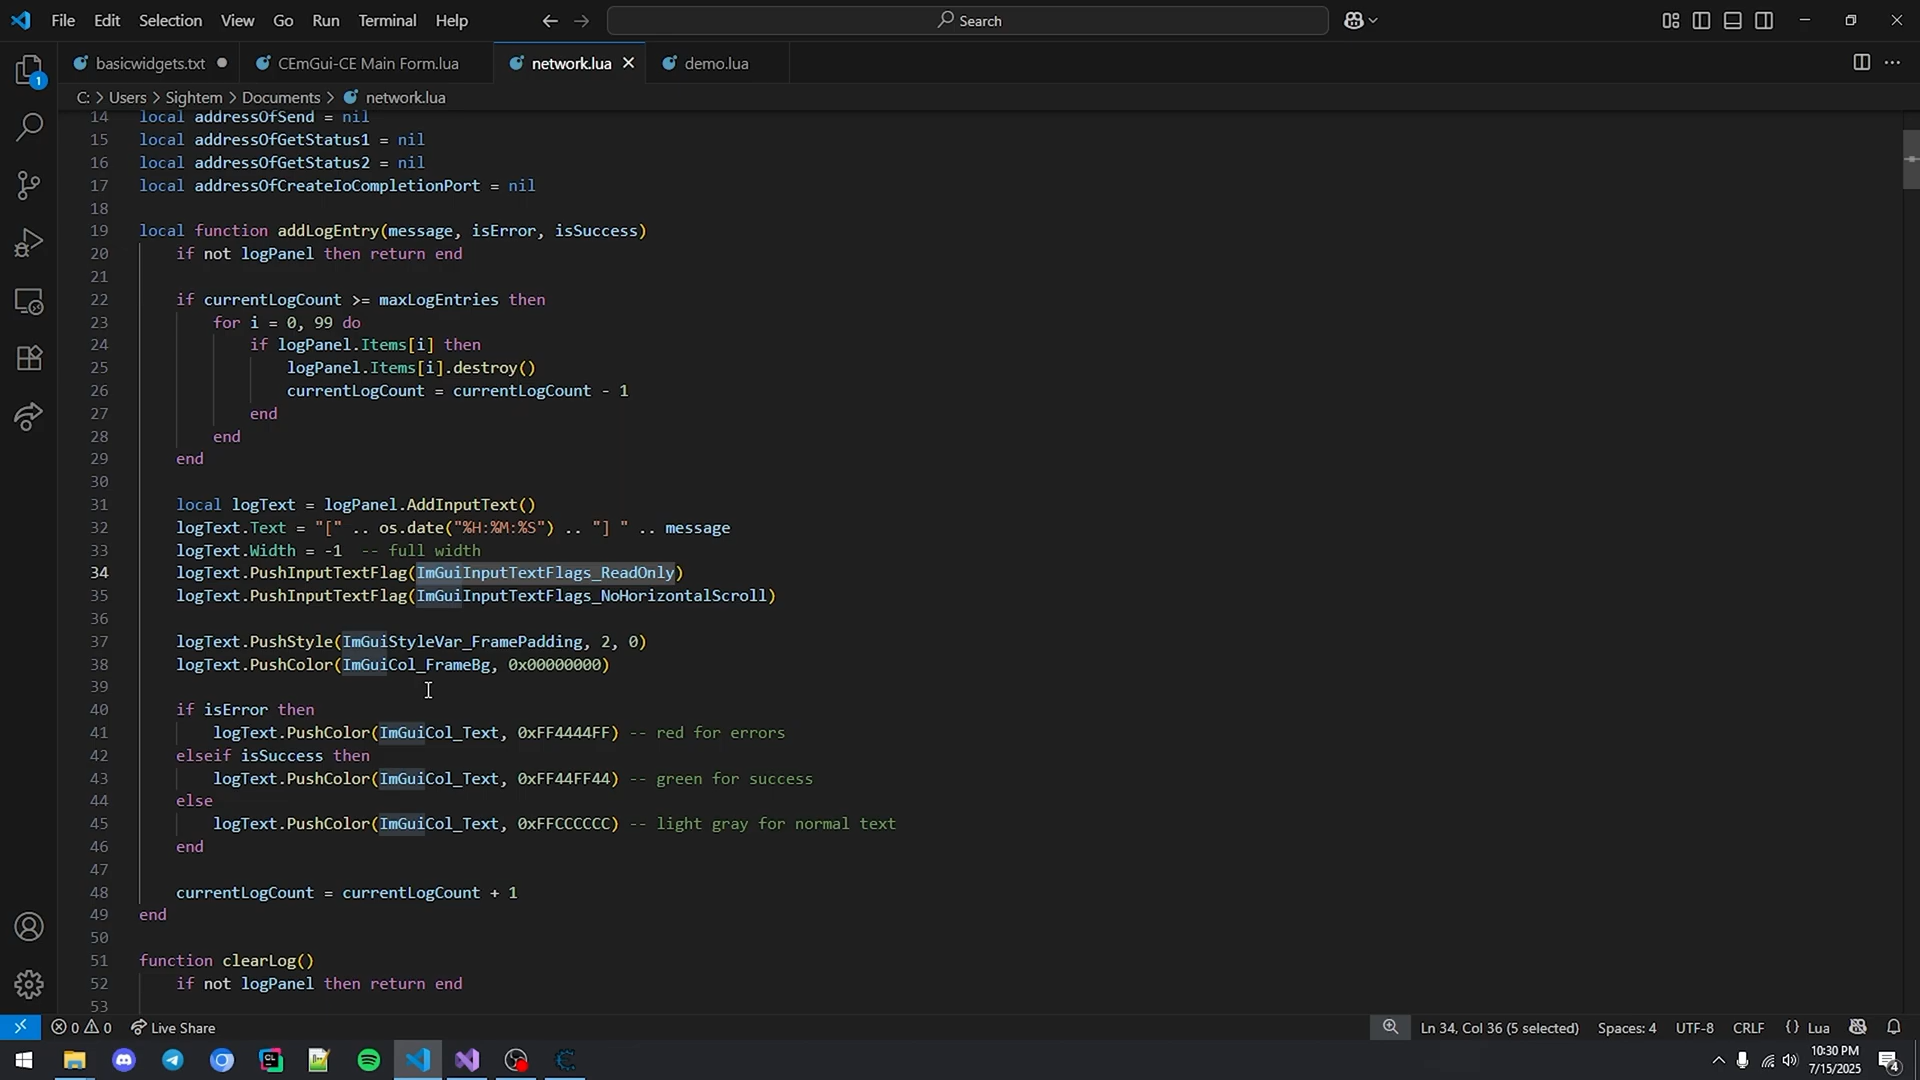 File Edit Selection View Go Run Terminal Help
Search
basicwidgets.txt
CEmGui-CE Main Form.lua
network.lua
demo.lua
1
C: > Users > Sightem > Documents > network.lua
14 local addressOfSend = nil
15 local addressOfGetStatus1 = nil
16 local addressOfGetStatus2 = nil
17 local addressOfCreateIoCompletionPort = nil
18
19 local function addLogEntry(message, isError, isSuccess)
20 if not logPanel then return end
21
22 if currentLogCount >= maxLogEntries then
23 for i = 0, 99 do
24 if logPanel.Items[i] then
25 logPanel.Items[i].destroy()
26 currentLogCount = currentLogCount - 1
27 end
28 end
29 end
30
31 local logText = logPanel.AddInputText()
32 logText.Text = "[" .. os.date("%H:%M:%S") .. "] " .. message
33 logText.Width = -1 -- full width
34 logText.PushInputTextFlag(ImGuiInputTextFlags_ReadOnly)
35 logText.PushInputTextFlag(ImGuiInputTextFlags_NoHorizontalScroll)
36
37 logText.PushStyle(ImGuiStyleVar_FramePadding, 2, 0)
38 logText.PushColor(ImGuiCol_FrameBg, 0x00000000)
39
40 if isError then
41 logText.PushColor(ImGuiCol_Text, 0xFF4444FF) -- red for errors
42 elseif isSuccess then
43 logText.PushColor(ImGuiCol_Text, 0xFF44FF44) -- green for success
44 else
45 logText.PushColor(ImGuiCol_Text, 0xFFCCCCCC) -- light gray for normal text
46 end
47
48 currentLogCount = currentLogCount + 1
49 end
50
51 function clearLog()
52 if not logPanel then return end
53
0 0 Live Share Ln 34, Col 36 (5 selected) Spaces: 4 UTF-8 CRLF {} Lua
10:30 PM
7/15/2025
4